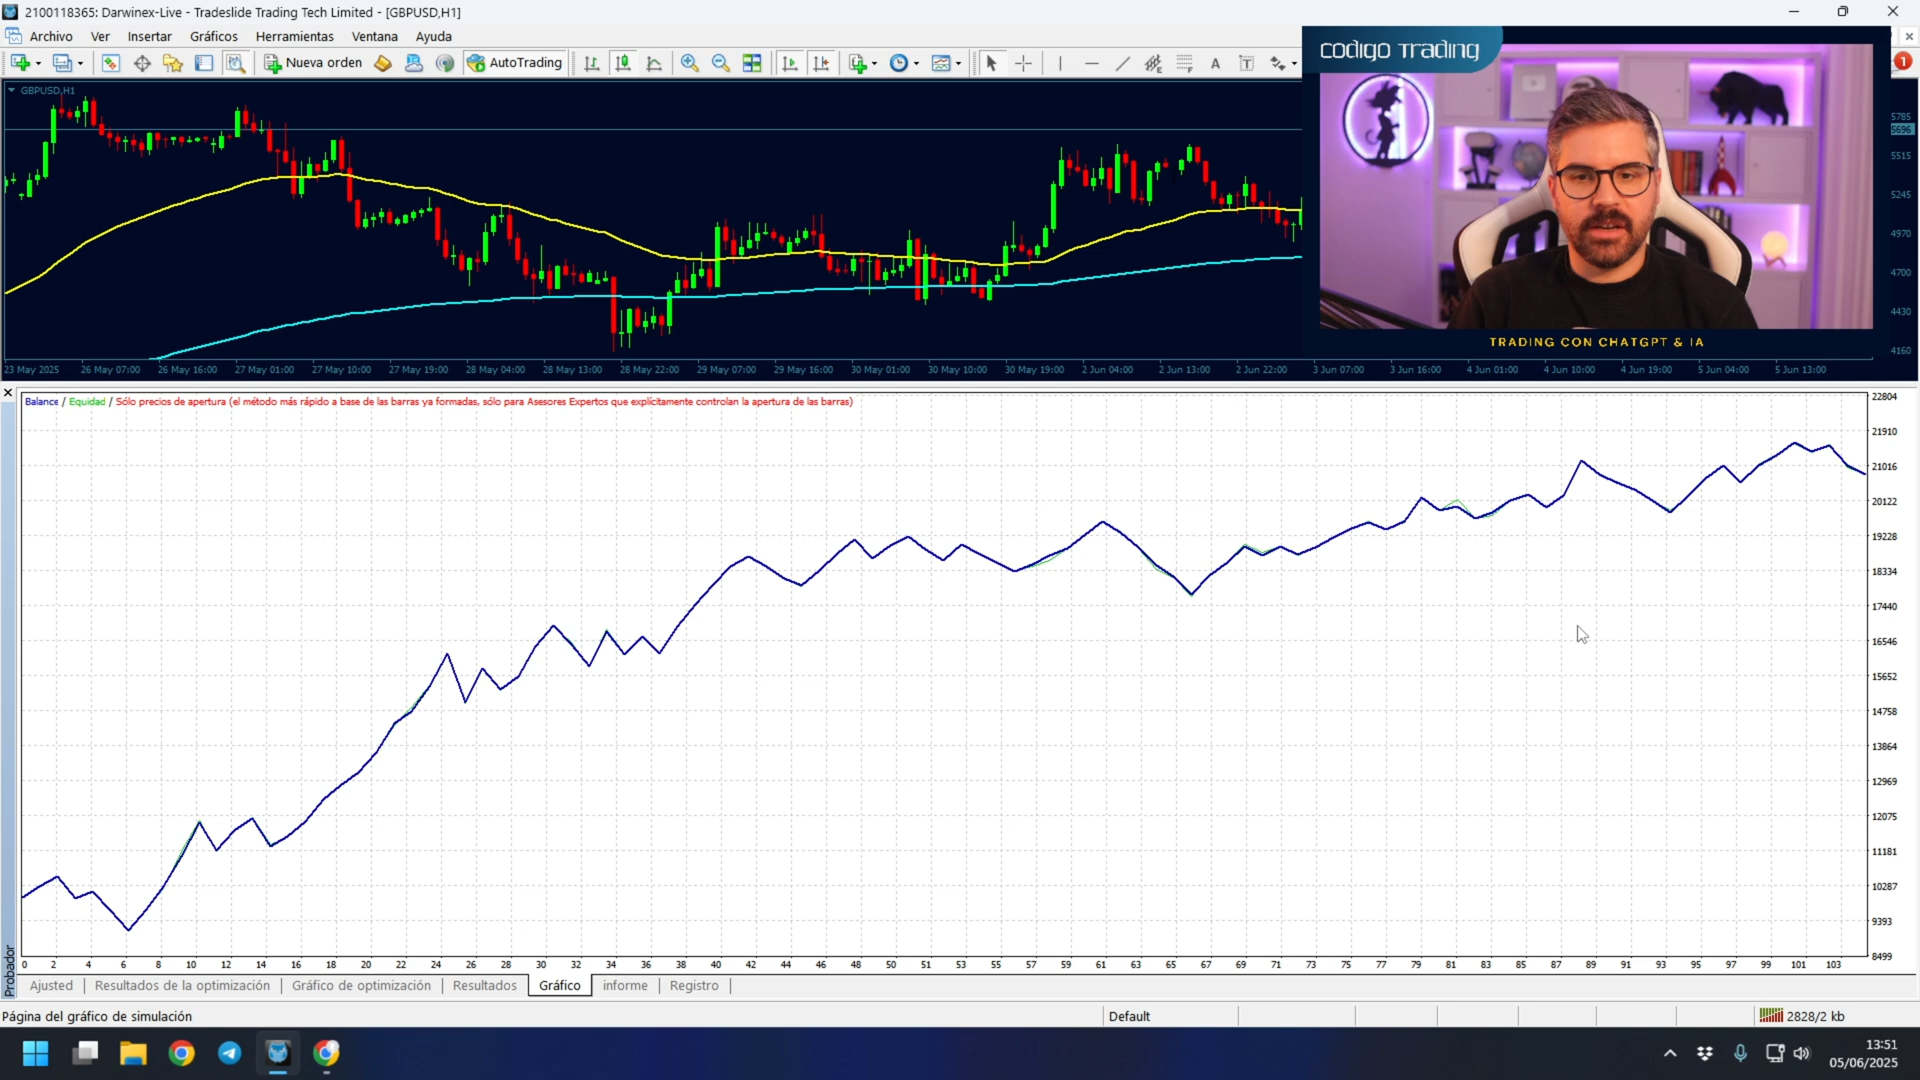 2100118365: Darwinex-Live - Tradeslide Trading Tech Limited - [GBPUSD,H1]
Archivo Ver Insertar Gráficos Herramientas Ventana Ayuda
Nueva orden AutoTrading
codigo Trading
1
GBPUSD,H1
5785
5696
5515
5245
4970
4700
4430
4160
TRADING CON CHATGPT & IA
23 May 2025 26 May 07:00 26 May 16:00 27 May 01:00 27 May 10:00 27 May 19:00 28 May 04:00 28 May 13:00 28 May 22:00 29 May 07:00 29 May 16:00 30 May 01:00 30 May 10:00 30 May 19:00 2 Jun 04:00 2 Jun 13:00 2 Jun 22:00 3 Jun 07:00 3 Jun 16:00 4 Jun 01:00 4 Jun 10:00 4 Jun 19:00 5 Jun 04:00 5 Jun 13:00
Balance / Equidad / Sólo precios de apertura (el método más rápido a base de las barras ya formadas, sólo para Asesores Expertos que explícitamente controlan la apertura de las barras)
22804
21910
21016
20122
19228
18334
17440
16546
15652
14758
13864
12969
12075
11181
10287
9393
8499
0 2 4 6 8 10 12 14 16 18 20 22 24 26 28 30 32 34 36 38 40 42 44 46 48 50 51 53 55 57 59 61 63 65 67 69 71 73 75 77 79 81 83 85 87 89 91 93 95 97 99 101 103
Probador
Ajusted Resultados de la optimización Gráfico de optimización Resultados Gráfico informe Registro
Página del gráfico de simulación
Default
2828/2 kb
13:51
05/06/2025